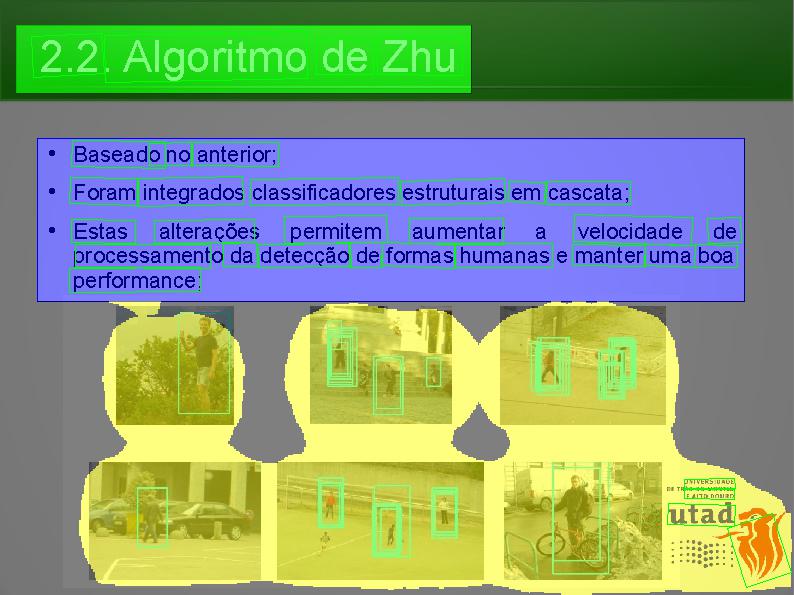 2.2. Algoritmo de Zhu
• Baseado no anterior;
• Foram integrados classificadores estruturais em cascata;
• Estas alterações permitem aumentar a velocidade de
processamento da detecção de formas humanas e manter uma boa
performance;
UNIVERSIDADE
DE TRÁS-OS-MONTES
E ALTO DOURO
utad